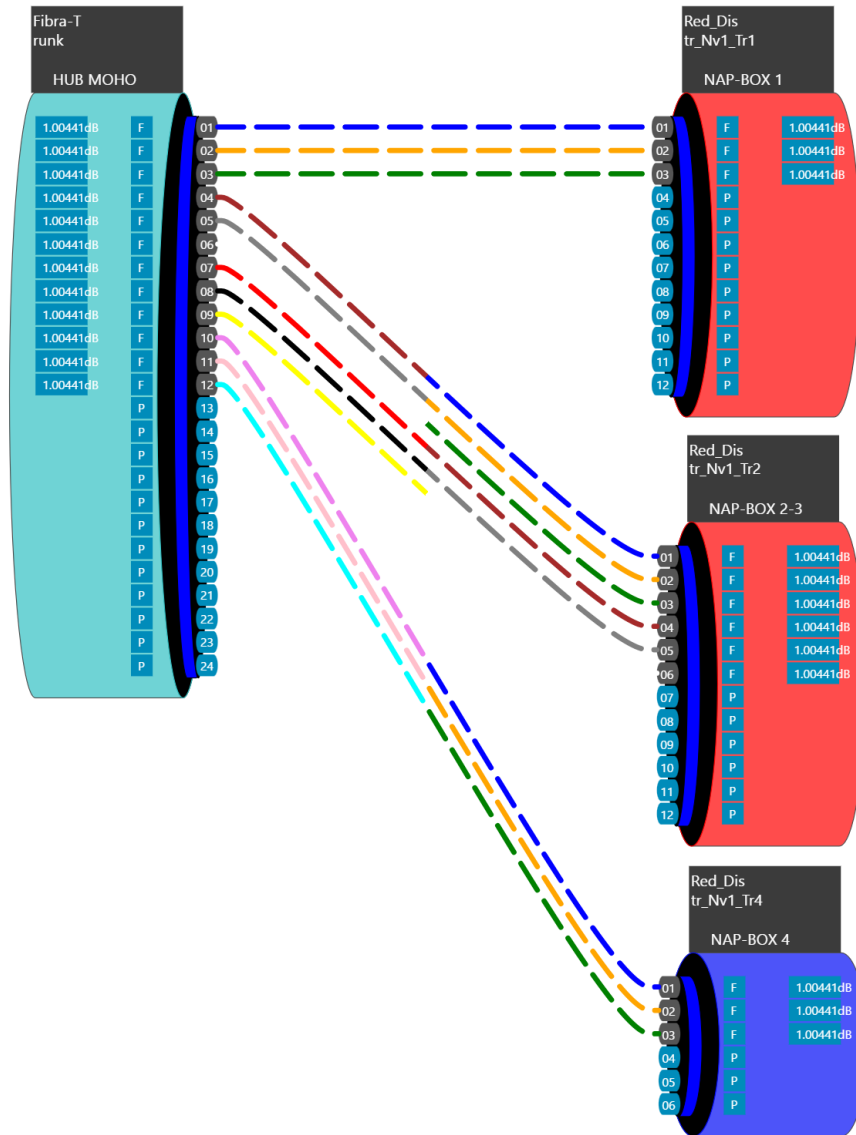 Fibra-T
runk
HUB MOHO
1.00441dB F 01
1.00441dB F 02
1.00441dB F 03
1.00441dB F 04
1.00441dB F 05
1.00441dB F 06
1.00441dB F 07
1.00441dB F 08
1.00441dB F 09
1.00441dB F 10
1.00441dB F 11
1.00441dB F 12
P 13
P 14
P 15
P 16
P 17
P 18
P 19
P 20
P 21
P 22
P 23
P 24
Red_Dis
tr_Nv1_Tr1
NAP-BOX 1
01 F 1.00441dB
02 F 1.00441dB
03 F 1.00441dB
04 P
05 P
06 P
07 P
08 P
09 P
10 P
11 P
12 P
Red_Dis
tr_Nv1_Tr2
NAP-BOX 2-3
01 F 1.00441dB
02 F 1.00441dB
03 F 1.00441dB
04 F 1.00441dB
05 F 1.00441dB
06 F 1.00441dB
07 P
08 P
09 P
10 P
11 P
12 P
Red_Dis
tr_Nv1_Tr4
NAP-BOX 4
01 F 1.00441dB
02 F 1.00441dB
03 F 1.00441dB
04 P
05 P
06 P